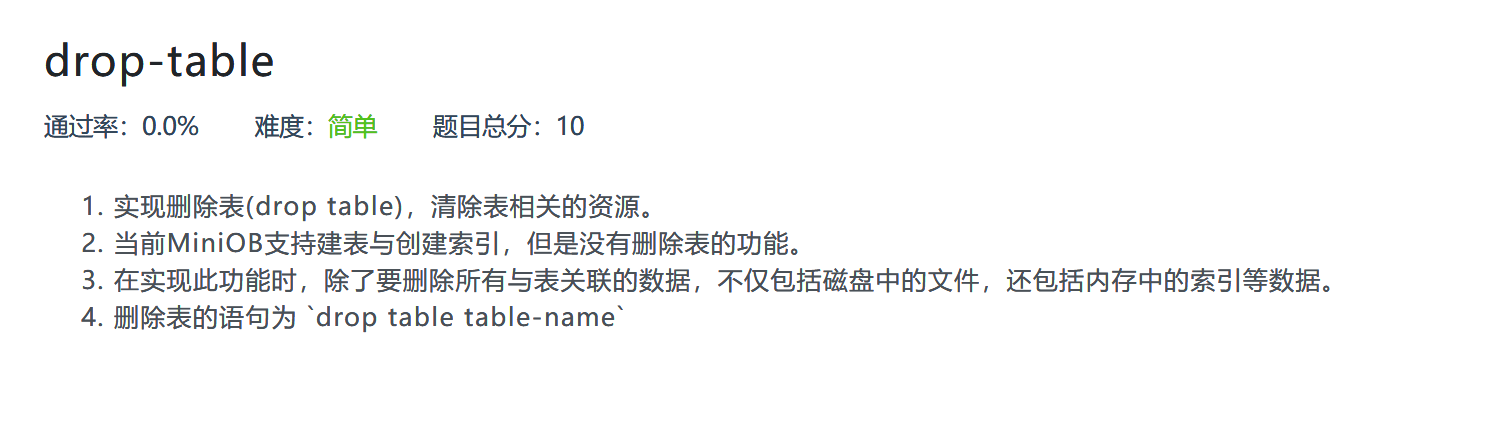 drop-table
通过率：0.0% 难度：简单 题目总分：10
1. 实现删除表(drop table)，清除表相关的资源。
2. 当前MiniOB支持建表与创建索引，但是没有删除表的功能。
3. 在实现此功能时，除了要删除所有与表关联的数据，不仅包括磁盘中的文件，还包括内存中的索引等数据。
4. 删除表的语句为 `drop table table-name`